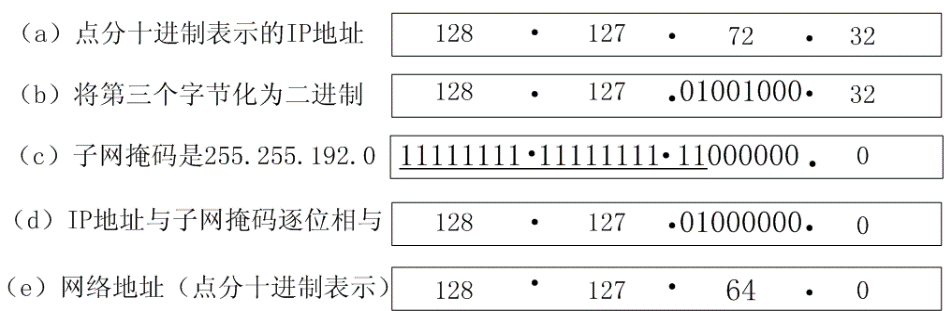 （a）点分十进制表示的IP地址 128 · 127 · 72 · 32
（b）将第三个字节化为二进制 128 · 127 ·01001000· 32
（c）子网掩码是255.255.192.0 11111111·11111111·11000000· 0
（d）IP地址与子网掩码逐位相与 128 · 127 ·01000000· 0
（e）网络地址（点分十进制表示） 128 · 127 · 64 · 0